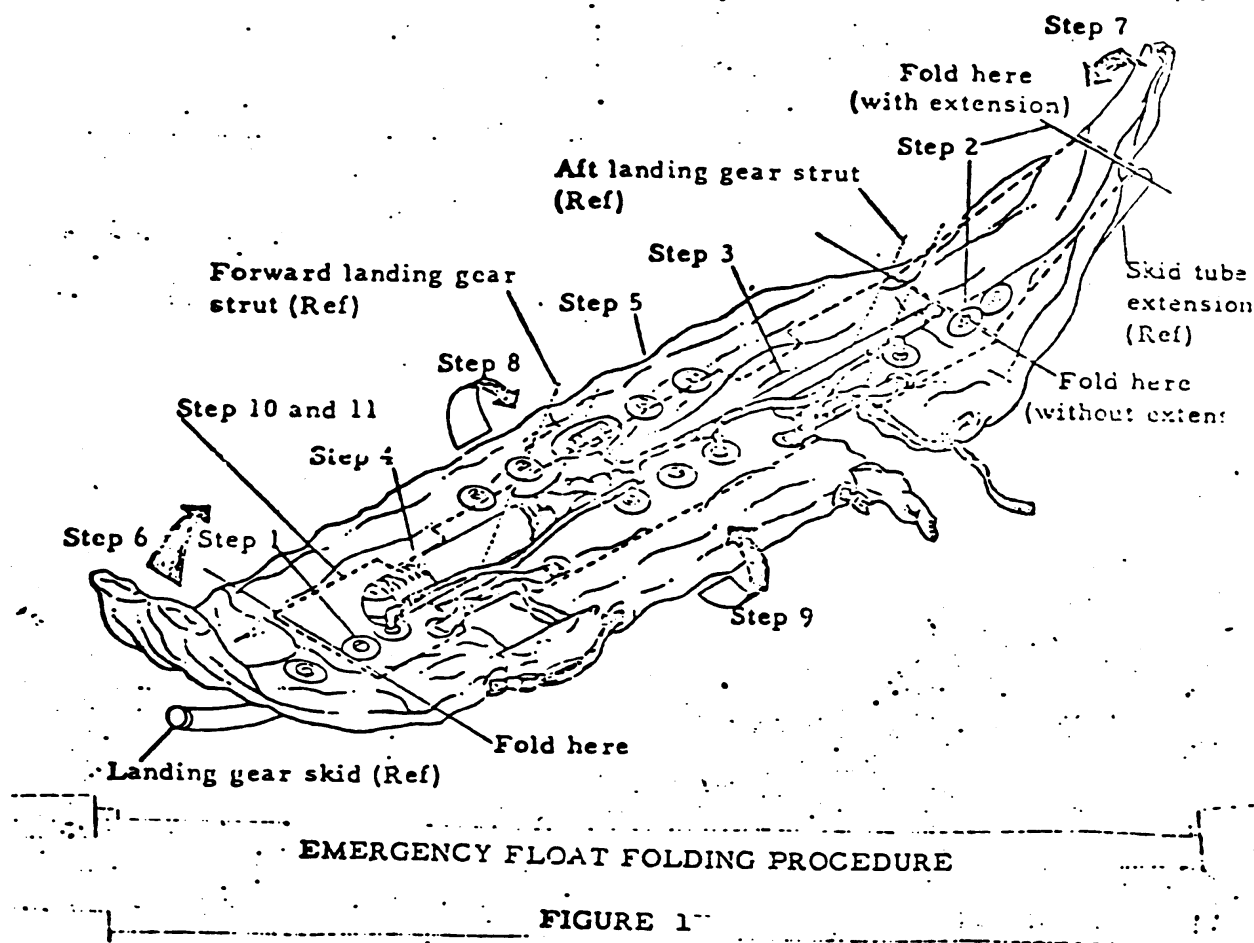 Step 7
Fold here
(with extension)
Step 2
Aft landing gear strut
(Ref)
Step 3
Skid tube
extension
(Ref)
Forward landing gear
strut (Ref)
Step 5
Step 8
Fold here
(without extens
Step 10 and 11
Step 4
Step 6
Step 1
Step 9
Fold here
Landing gear skid (Ref)
EMERGENCY FLOAT FOLDING PROCEDURE
FIGURE 1